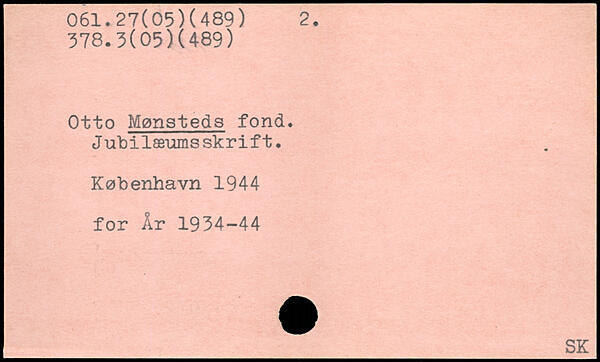 061.27(05)(489) 2.
378.3(05)(489)
Otto Mønsteds fond.
Jubilæumsskrift.
København 1944
for År 1934-44
SK